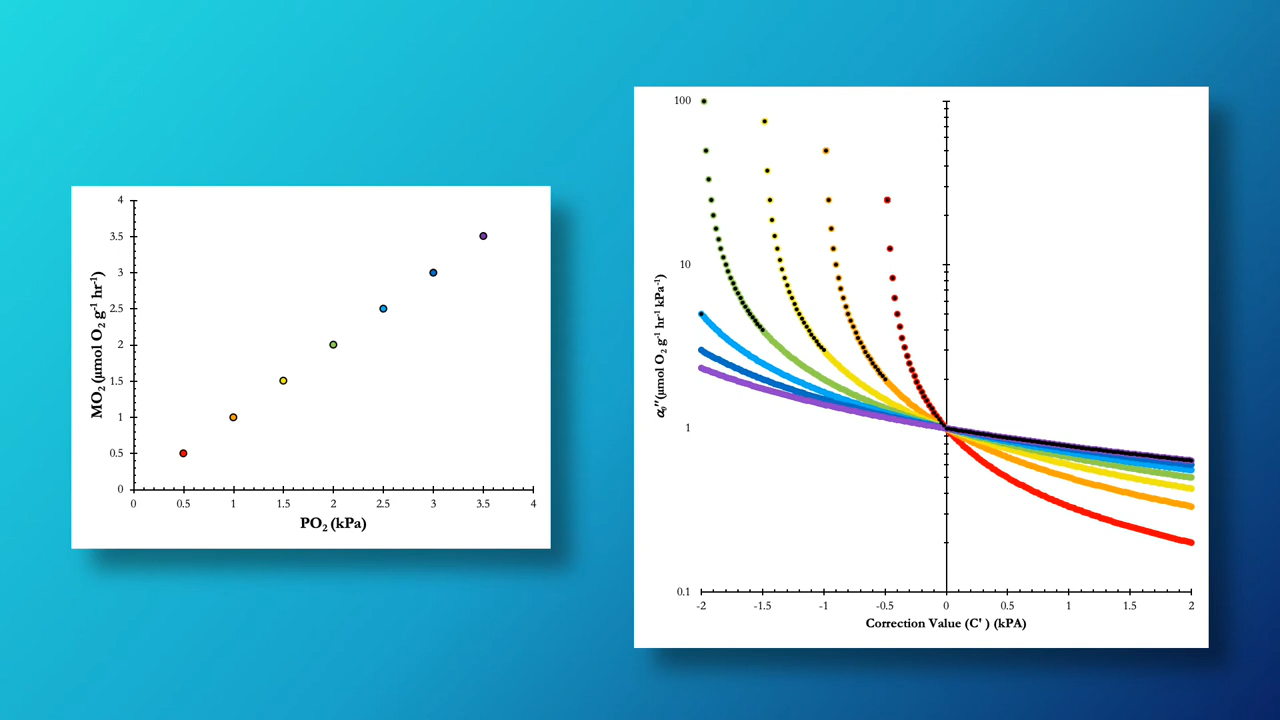 4
3.5
3
2.5
2
1.5
1
0.5
0
MO2 (μmol O2 g-1 hr-1)
0 0.5 1 1.5 2 2.5 3 3.5 4
PO2 (kPa)
100
10
1
0.1
α0″(μmol O2 g-1 hr-1 kPa-1)
-2 -1.5 -1 -0.5 0 0.5 1 1.5 2
Correction Value (C' ) (kPA)